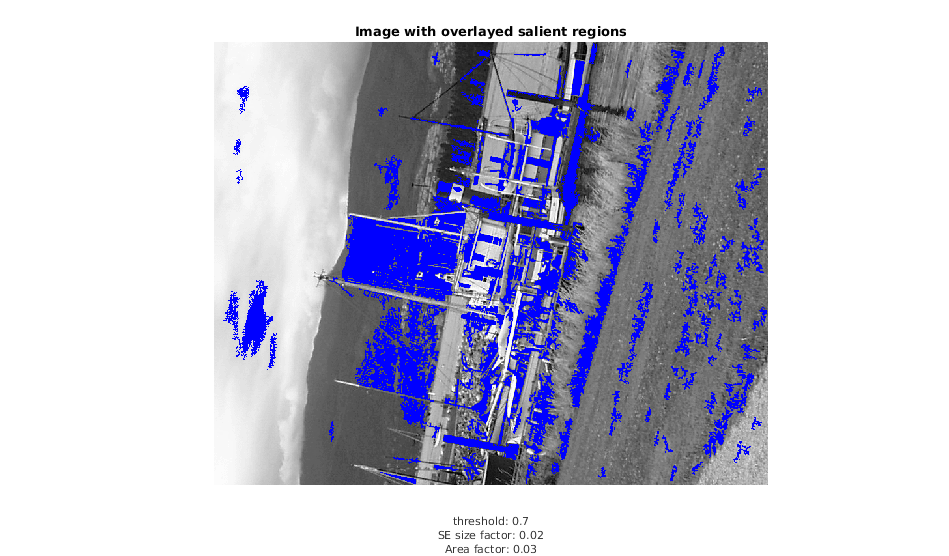 Image with overlayed salient regions
threshold: 0.7
SE size factor: 0.02
Area factor: 0.03